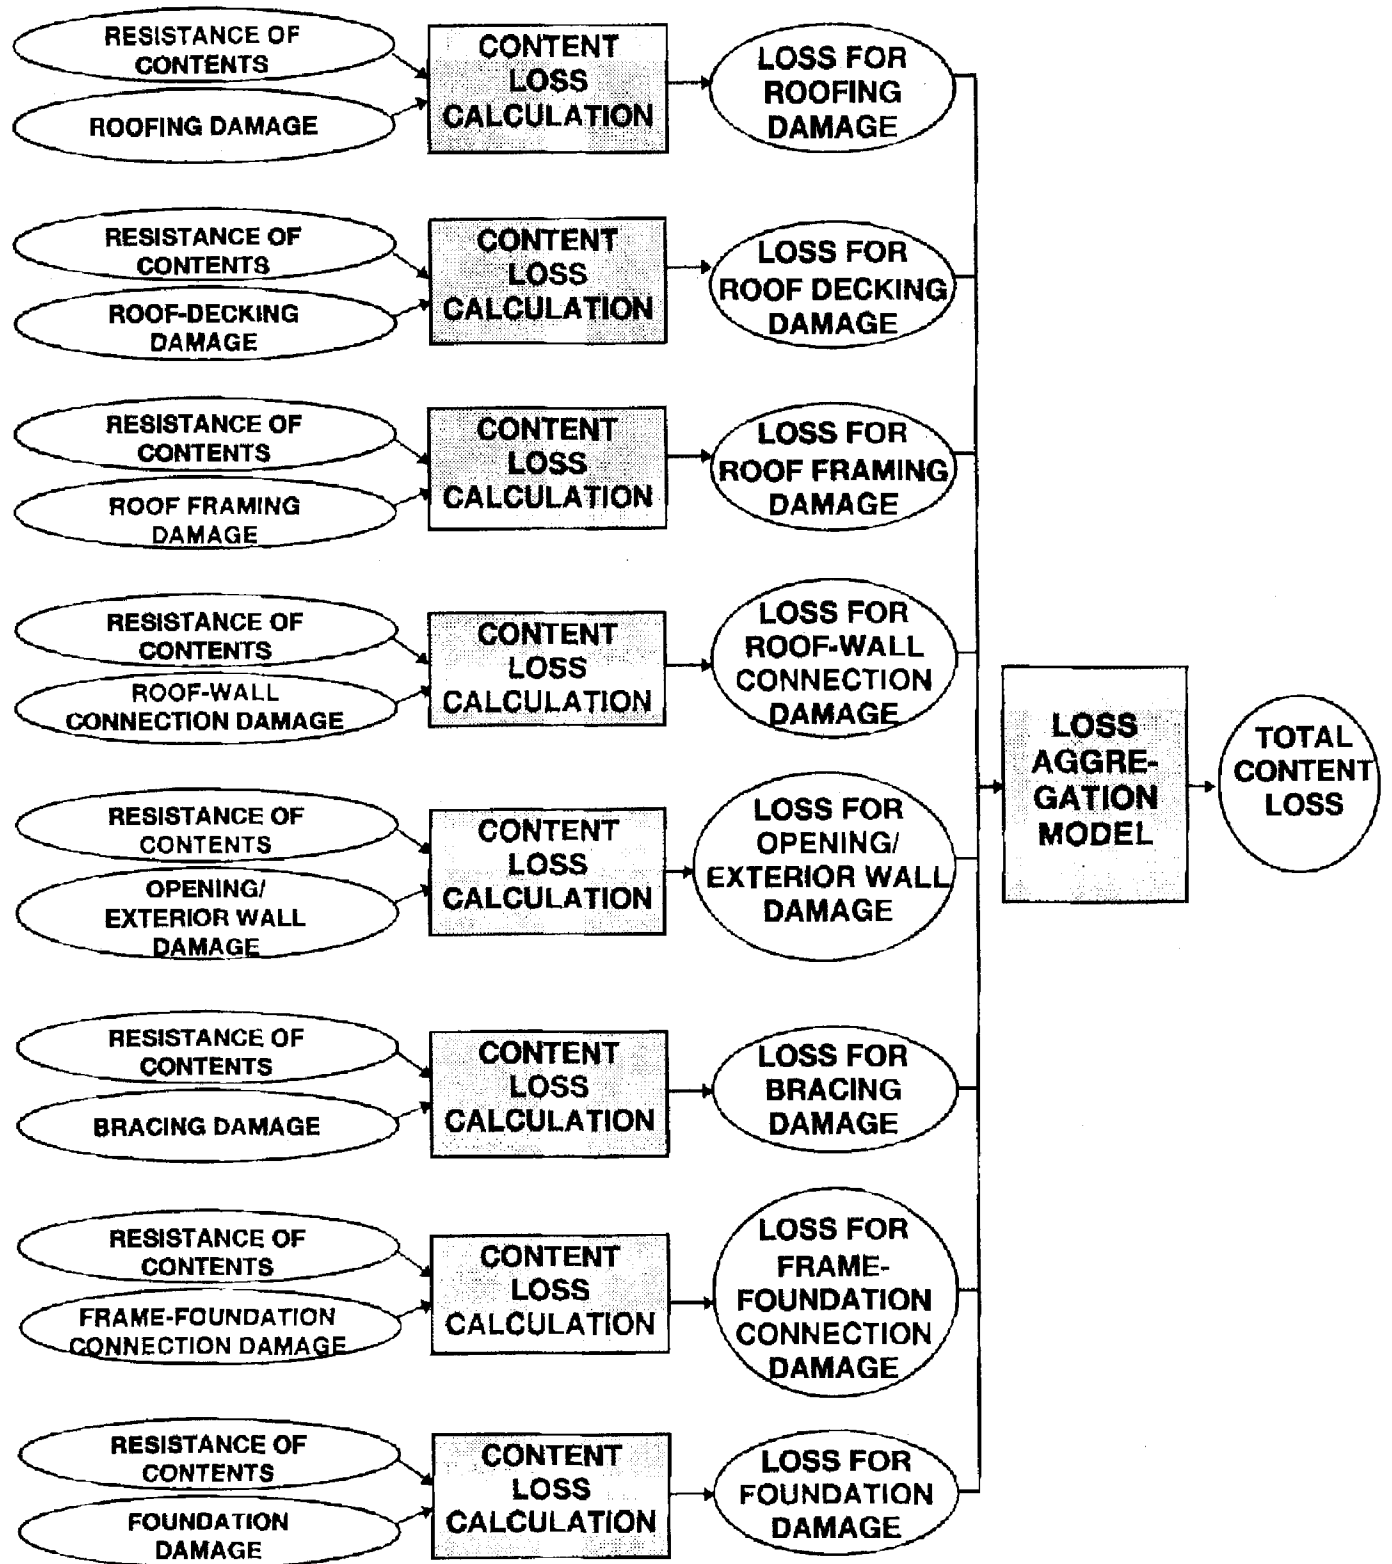 RESISTANCE OF
CONTENTS
ROOFING DAMAGE
CONTENT
LOSS
CALCULATION
LOSS FOR
ROOFING
DAMAGE
RESISTANCE OF
CONTENTS
ROOF-DECKING
DAMAGE
CONTENT
LOSS
CALCULATION
LOSS FOR
ROOF DECKING
DAMAGE
RESISTANCE OF
CONTENTS
ROOF FRAMING
DAMAGE
CONTENT
LOSS
CALCULATION
LOSS FOR
ROOF FRAMING
DAMAGE
RESISTANCE OF
CONTENTS
ROOF-WALL
CONNECTION DAMAGE
CONTENT
LOSS
CALCULATION
LOSS FOR
ROOF-WALL
CONNECTION
DAMAGE
RESISTANCE OF
CONTENTS
OPENING/
EXTERIOR WALL
DAMAGE
CONTENT
LOSS
CALCULATION
LOSS FOR
OPENING/
EXTERIOR WALL
DAMAGE
RESISTANCE OF
CONTENTS
BRACING DAMAGE
CONTENT
LOSS
CALCULATION
LOSS FOR
BRACING
DAMAGE
RESISTANCE OF
CONTENTS
FRAME-FOUNDATION
CONNECTION DAMAGE
CONTENT
LOSS
CALCULATION
LOSS FOR
FRAME-
FOUNDATION
CONNECTION
DAMAGE
RESISTANCE OF
CONTENTS
FOUNDATION
DAMAGE
CONTENT
LOSS
CALCULATION
LOSS FOR
FOUNDATION
DAMAGE
LOSS
AGGRE-
GATION
MODEL
TOTAL
CONTENT
LOSS